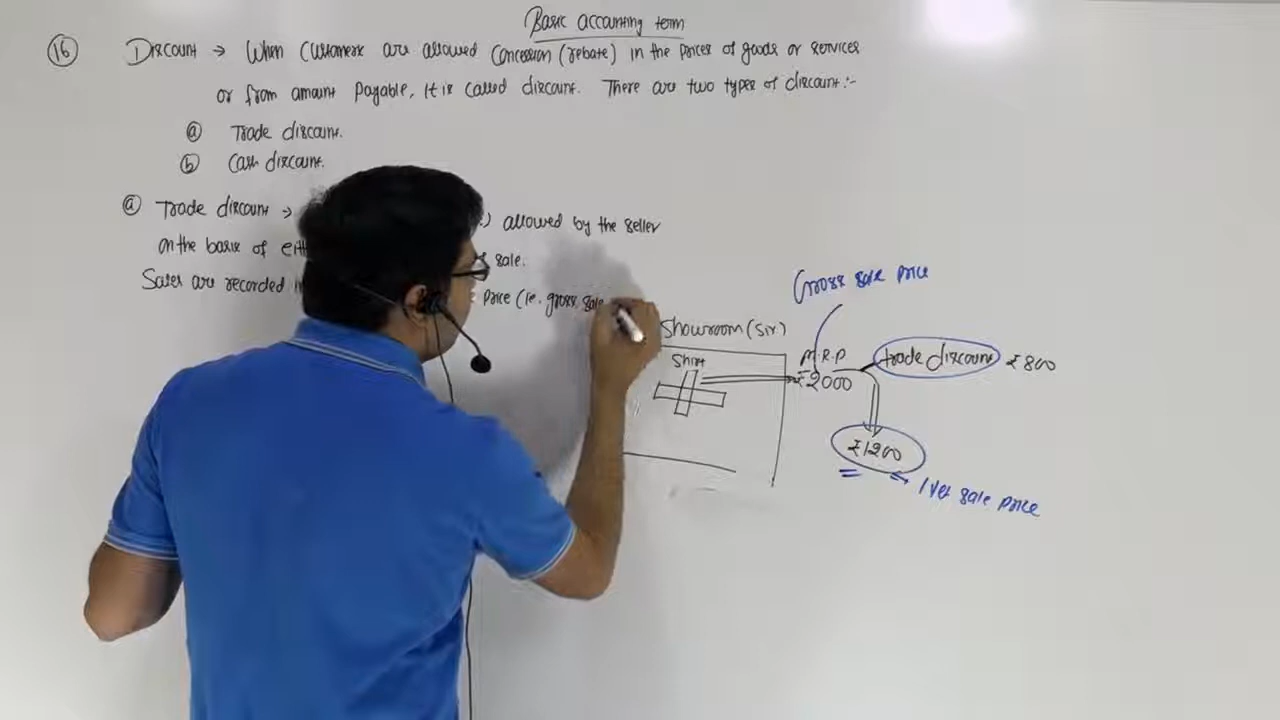 Basic accounting term
16 Discount → When customers are allowed concession (rebate) in the prices of goods or services
or from amount payable, it is called discount. There are two types of discount:-
a Trade discount.
b Cash discount.
a Trade discount → allowed by the seller
on the basis of sale.
Sales are recorded price (i.e. gross sale
Gross sale price
Showroom (Sir)
Shirt
M.R.P
₹2000
trade discount ₹800
₹1200
Net sale price